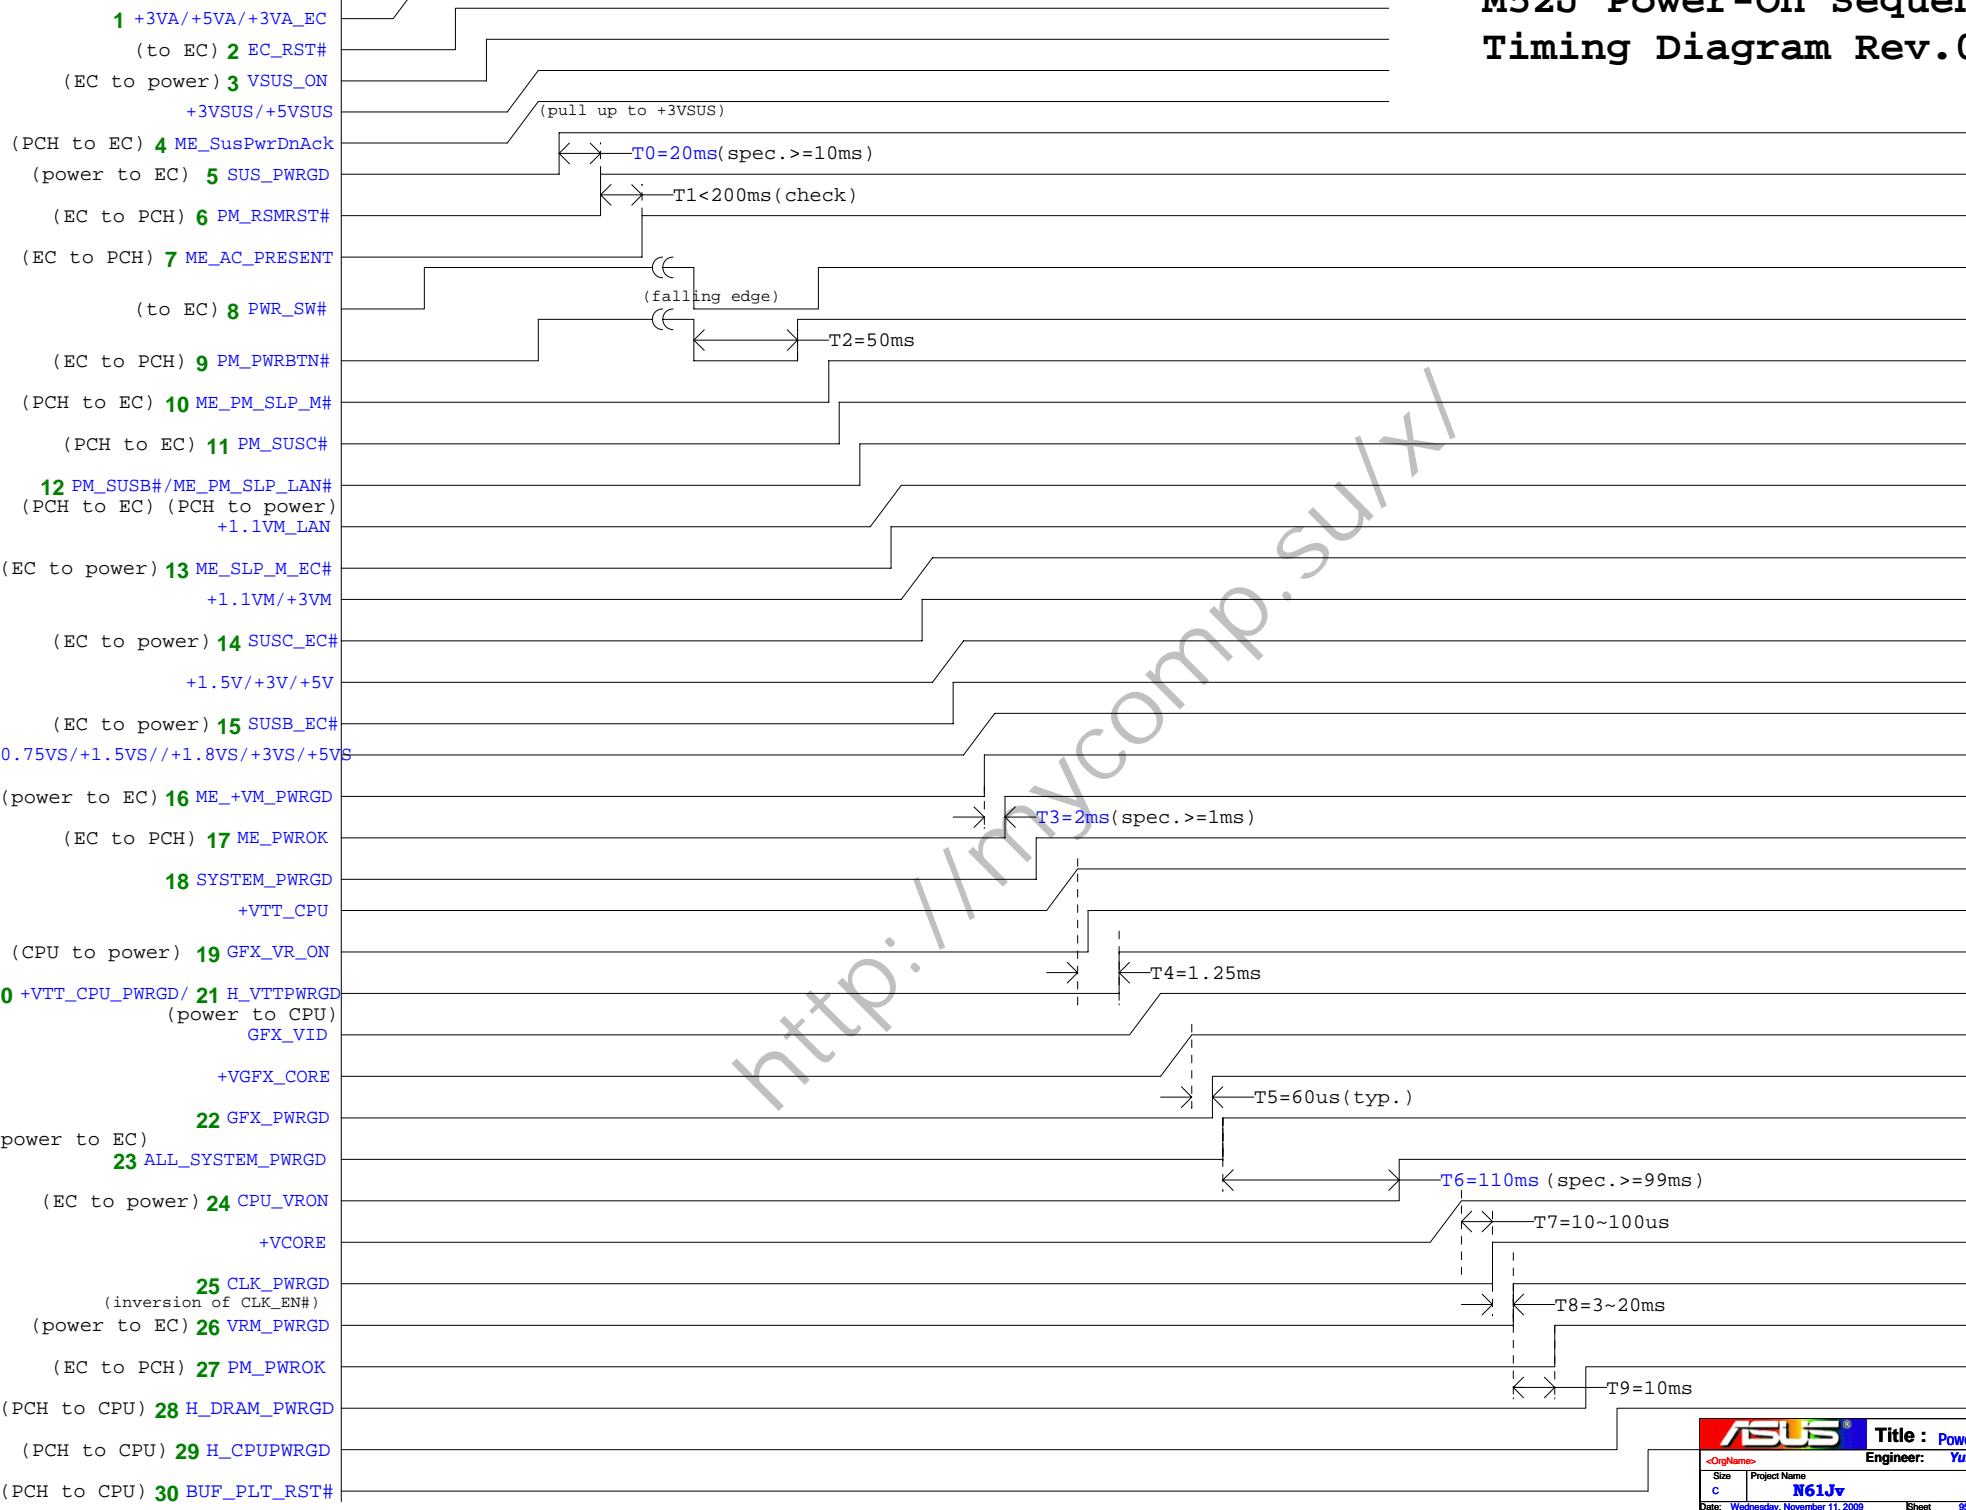 M52J Power-On Sequen
Timing Diagram Rev.0
1 +3VA/+5VA/+3VA_EC
(to EC) 2 EC_RST#
(EC to power) 3 VSUS_ON
+3VSUS/+5VSUS
(pull up to +3VSUS)
(PCH to EC) 4 ME_SusPwrDnAck
T0=20ms(spec.>=10ms)
(power to EC) 5 SUS_PWRGD
T1<200ms(check)
(EC to PCH) 6 PM_RSMRST#
(EC to PCH) 7 ME_AC_PRESENT
(falling edge)
(to EC) 8 PWR_SW#
T2=50ms
(EC to PCH) 9 PM_PWRBTN#
(PCH to EC) 10 ME_PM_SLP_M#
(PCH to EC) 11 PM_SUSC#
12 PM_SUSB#/ME_PM_SLP_LAN#
(PCH to EC) (PCH to power)
+1.1VM_LAN
(EC to power) 13 ME_SLP_M_EC#
+1.1VM/+3VM
(EC to power) 14 SUSC_EC#
+1.5V/+3V/+5V
(EC to power) 15 SUSB_EC#
0.75VS/+1.5VS//+1.8VS/+3VS/+5VS
(power to EC) 16 ME_+VM_PWRGD
T3=2ms(spec.>=1ms)
(EC to PCH) 17 ME_PWROK
18 SYSTEM_PWRGD
+VTT_CPU
(CPU to power) 19 GFX_VR_ON
T4=1.25ms
0 +VTT_CPU_PWRGD/ 21 H_VTTPWRGD
(power to CPU)
GFX_VID
+VGFX_CORE
T5=60us(typ.)
22 GFX_PWRGD
power to EC)
23 ALL_SYSTEM_PWRGD
T6=110ms (spec.>=99ms)
(EC to power) 24 CPU_VRON
T7=10~100us
+VCORE
25 CLK_PWRGD
(inversion of CLK_EN#)
T8=3~20ms
(power to EC) 26 VRM_PWRGD
(EC to PCH) 27 PM_PWROK
T9=10ms
(PCH to CPU) 28 H_DRAM_PWRGD
(PCH to CPU) 29 H_CPUPWRGD
(PCH to CPU) 30 BUF_PLT_RST#
http://mycomp.su/x/
ASUS® Title : Powe
<OrgName> Engineer: Yu
Size Project Name
C N61Jv
Date: Wednesday, November 11, 2009 Sheet 95